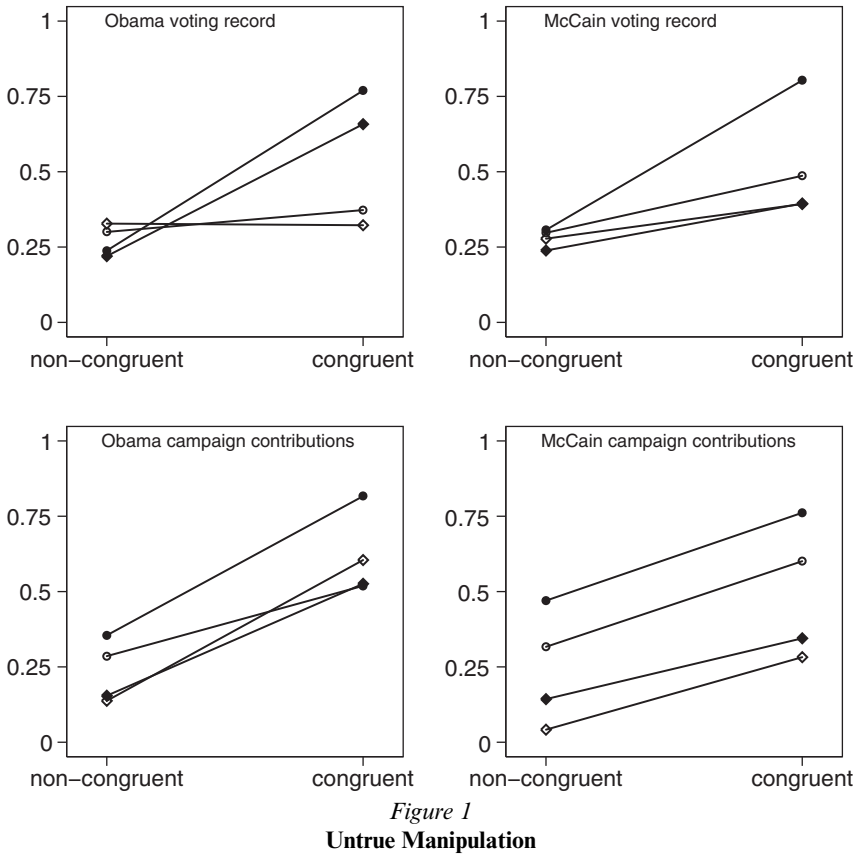 Obama voting record
1
0.75
0.5
0.25
0
non−congruent congruent
McCain voting record
1
0.75
0.5
0.25
0
non−congruent congruent
Obama campaign contributions
1
0.75
0.5
0.25
0
non−congruent congruent
McCain campaign contributions
1
0.75
0.5
0.25
0
non−congruent congruent
Figure 1
Untrue Manipulation